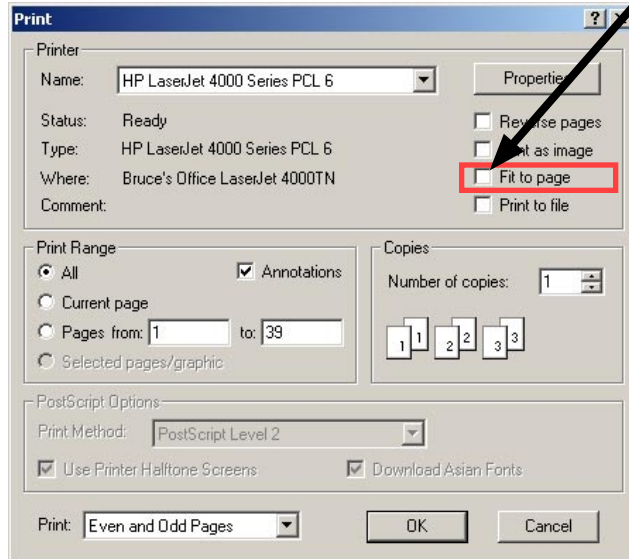 Print
Printer
Name: HP LaserJet 4000 Series PCL 6
Status: Ready
Type: HP LaserJet 4000 Series PCL 6
Where: Bruce's Office LaserJet 4000TN
Comment:
Properties
Reverse pages
Print as image
Fit to page
Print to file
Print Range
All Annotations
Current page
Pages from: 1 to: 39
Selected pages/graphic
Copies
Number of copies: 1
1 1 2 2 3 3
PostScript Options
Print Method: PostScript Level 2
Use Printer Halftone Screens Download Asian Fonts
Print: Even and Odd Pages OK Cancel